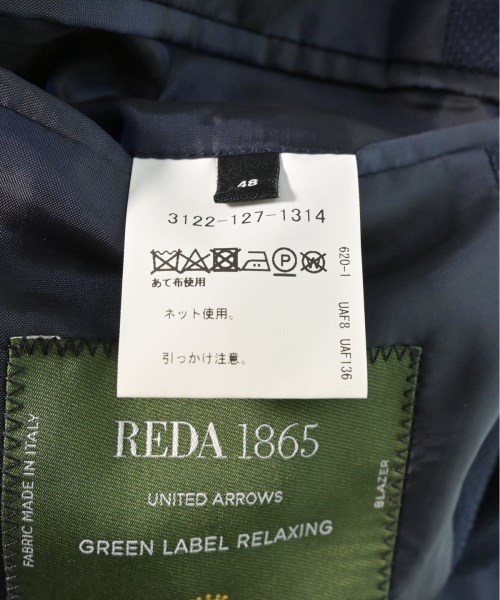 48
3122-127-1314
P W
あて布使用
ネット使用。
引っかけ注意。
620-1 UAF8 UAF136
REDA 1865
UNITED ARROWS
GREEN LABEL RELAXING
FABRIC MADE IN ITALY
BLAZER